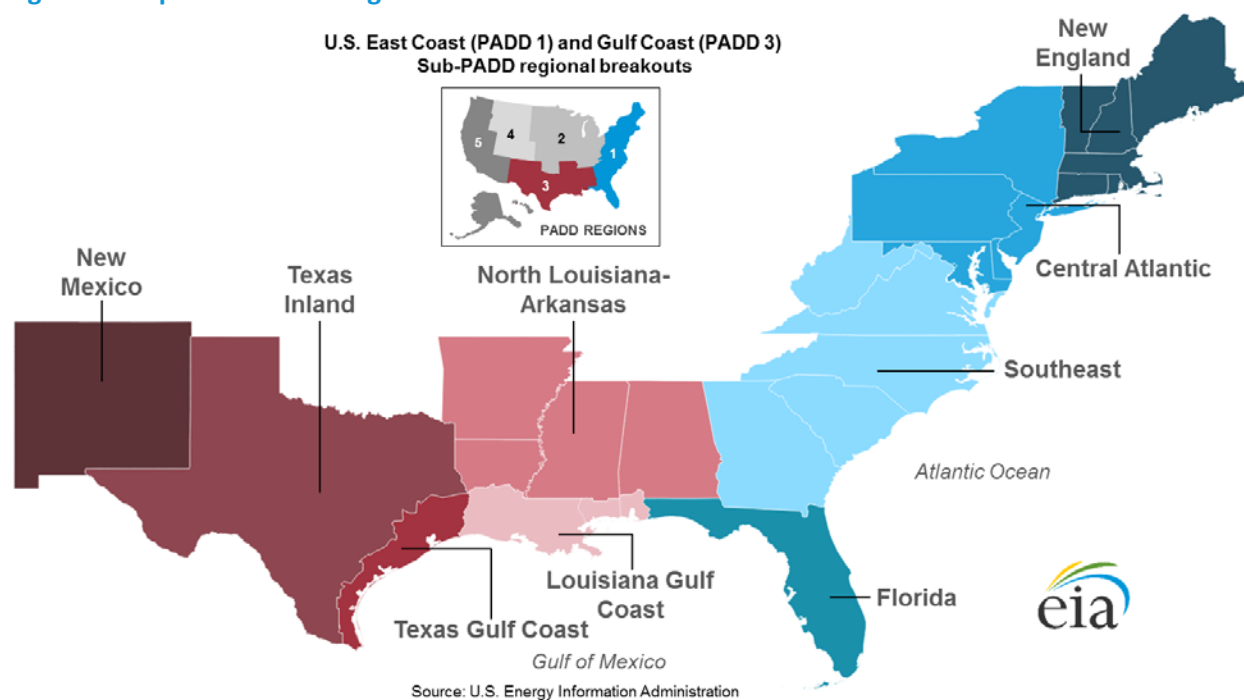 U.S. East Coast (PADD 1) and Gulf Coast (PADD 3)
Sub-PADD regional breakouts
5
4
2
1
3
PADD REGIONS
New
England
Central Atlantic
Southeast
Atlantic Ocean
New
Mexico
Texas
Inland
North Louisiana-
Arkansas
Louisiana Gulf
Coast
Texas Gulf Coast
Florida
Gulf of Mexico
eia
Source: U.S. Energy Information Administration